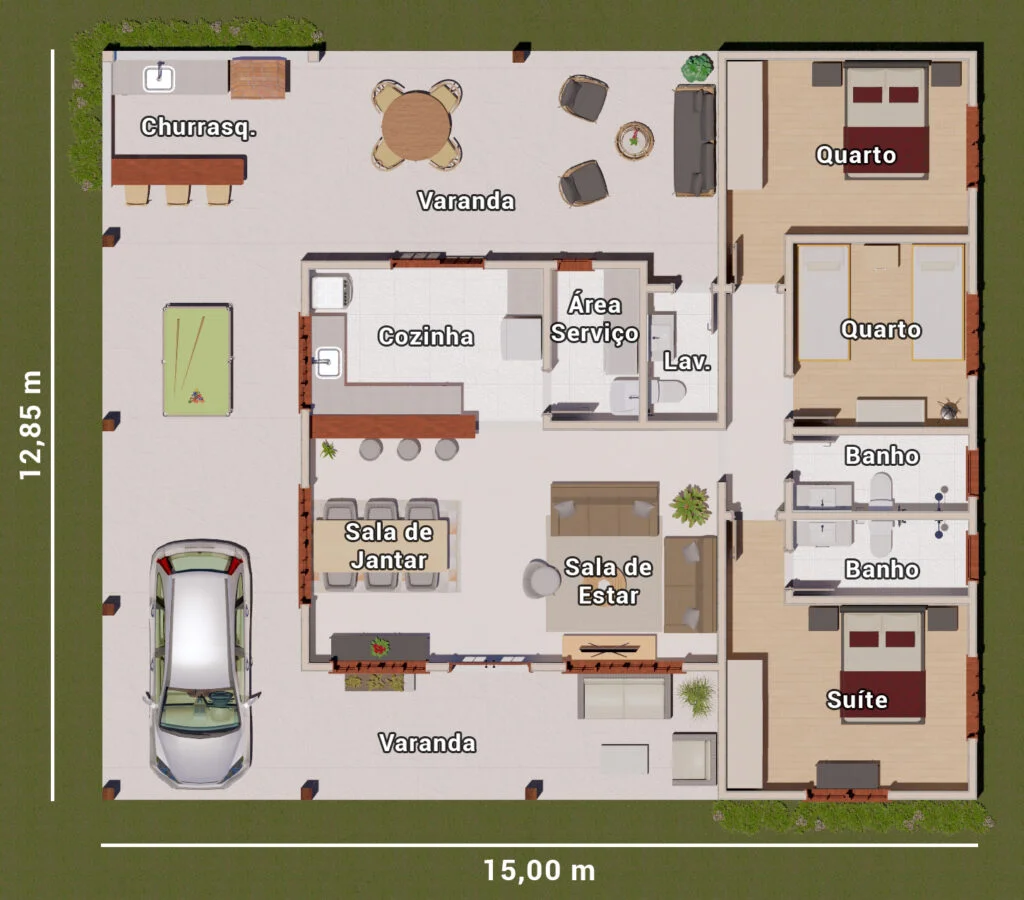 Churrasq.
Quarto
Varanda
Área
Serviço
Cozinha
Quarto
Lav.
12,85 m
Banho
Sala de
Jantar
Sala de
Estar
Banho
Suíte
Varanda
15,00 m